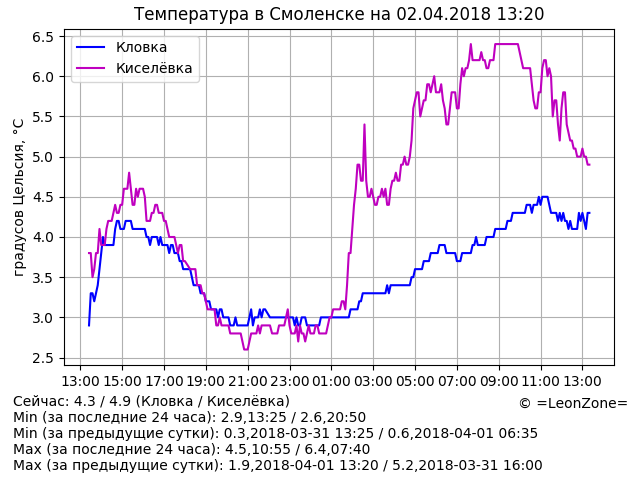 Температура в Смоленске на 02.04.2018 13:20
Кловка
Киселёвка
градусов Цельсия, °C
6.5
6.0
5.5
5.0
4.5
4.0
3.5
3.0
2.5
13:00 15:00 17:00 19:00 21:00 23:00 01:00 03:00 05:00 07:00 09:00 11:00 13:00
Сейчас: 4.3 / 4.9 (Кловка / Киселёвка)
© =LeonZone=
Min (за последние 24 часа): 2.9,13:25 / 2.6,20:50
Min (за предыдущие сутки): 0.3,2018-03-31 13:25 / 0.6,2018-04-01 06:35
Max (за последние 24 часа): 4.5,10:55 / 6.4,07:40
Max (за предыдущие сутки): 1.9,2018-04-01 13:20 / 5.2,2018-03-31 16:00